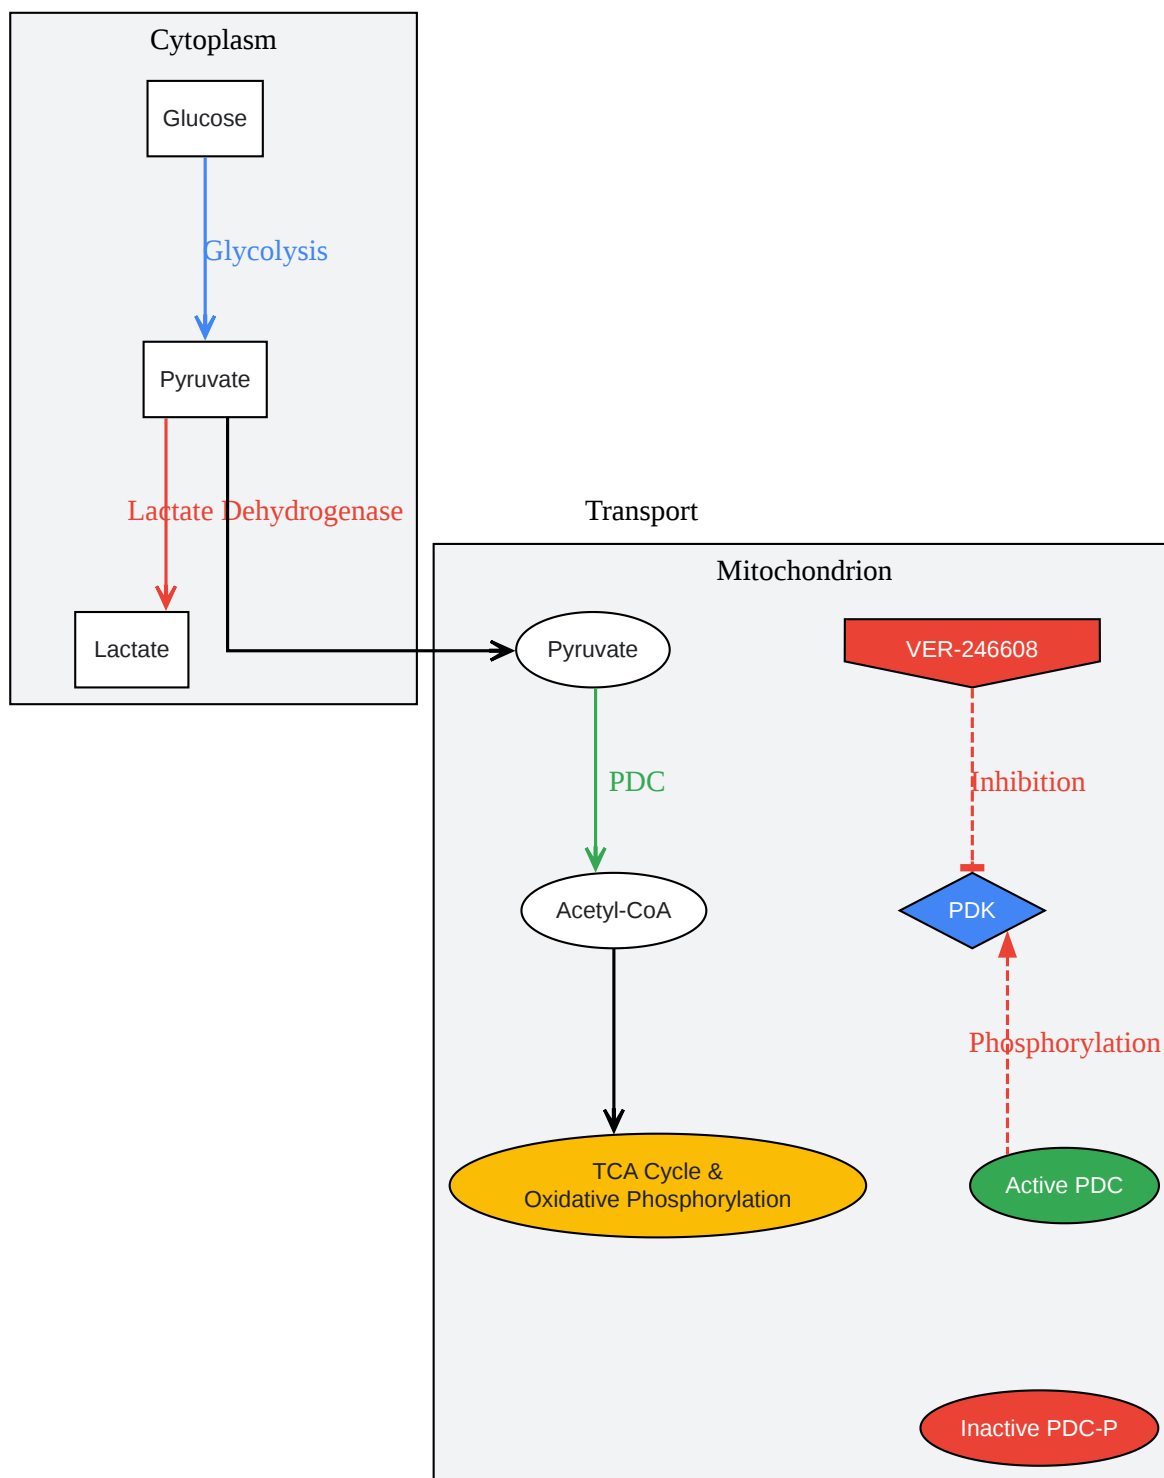 Cytoplasm
Glucose
Glycolysis
Pyruvate
Lactate Dehydrogenase
Lactate
Transport
Mitochondrion
Pyruvate
VER-246608
PDC
Inhibition
Acetyl-CoA
PDK
Phosphorylation
TCA Cycle &
Oxidative Phosphorylation
Active PDC
Inactive PDC-P